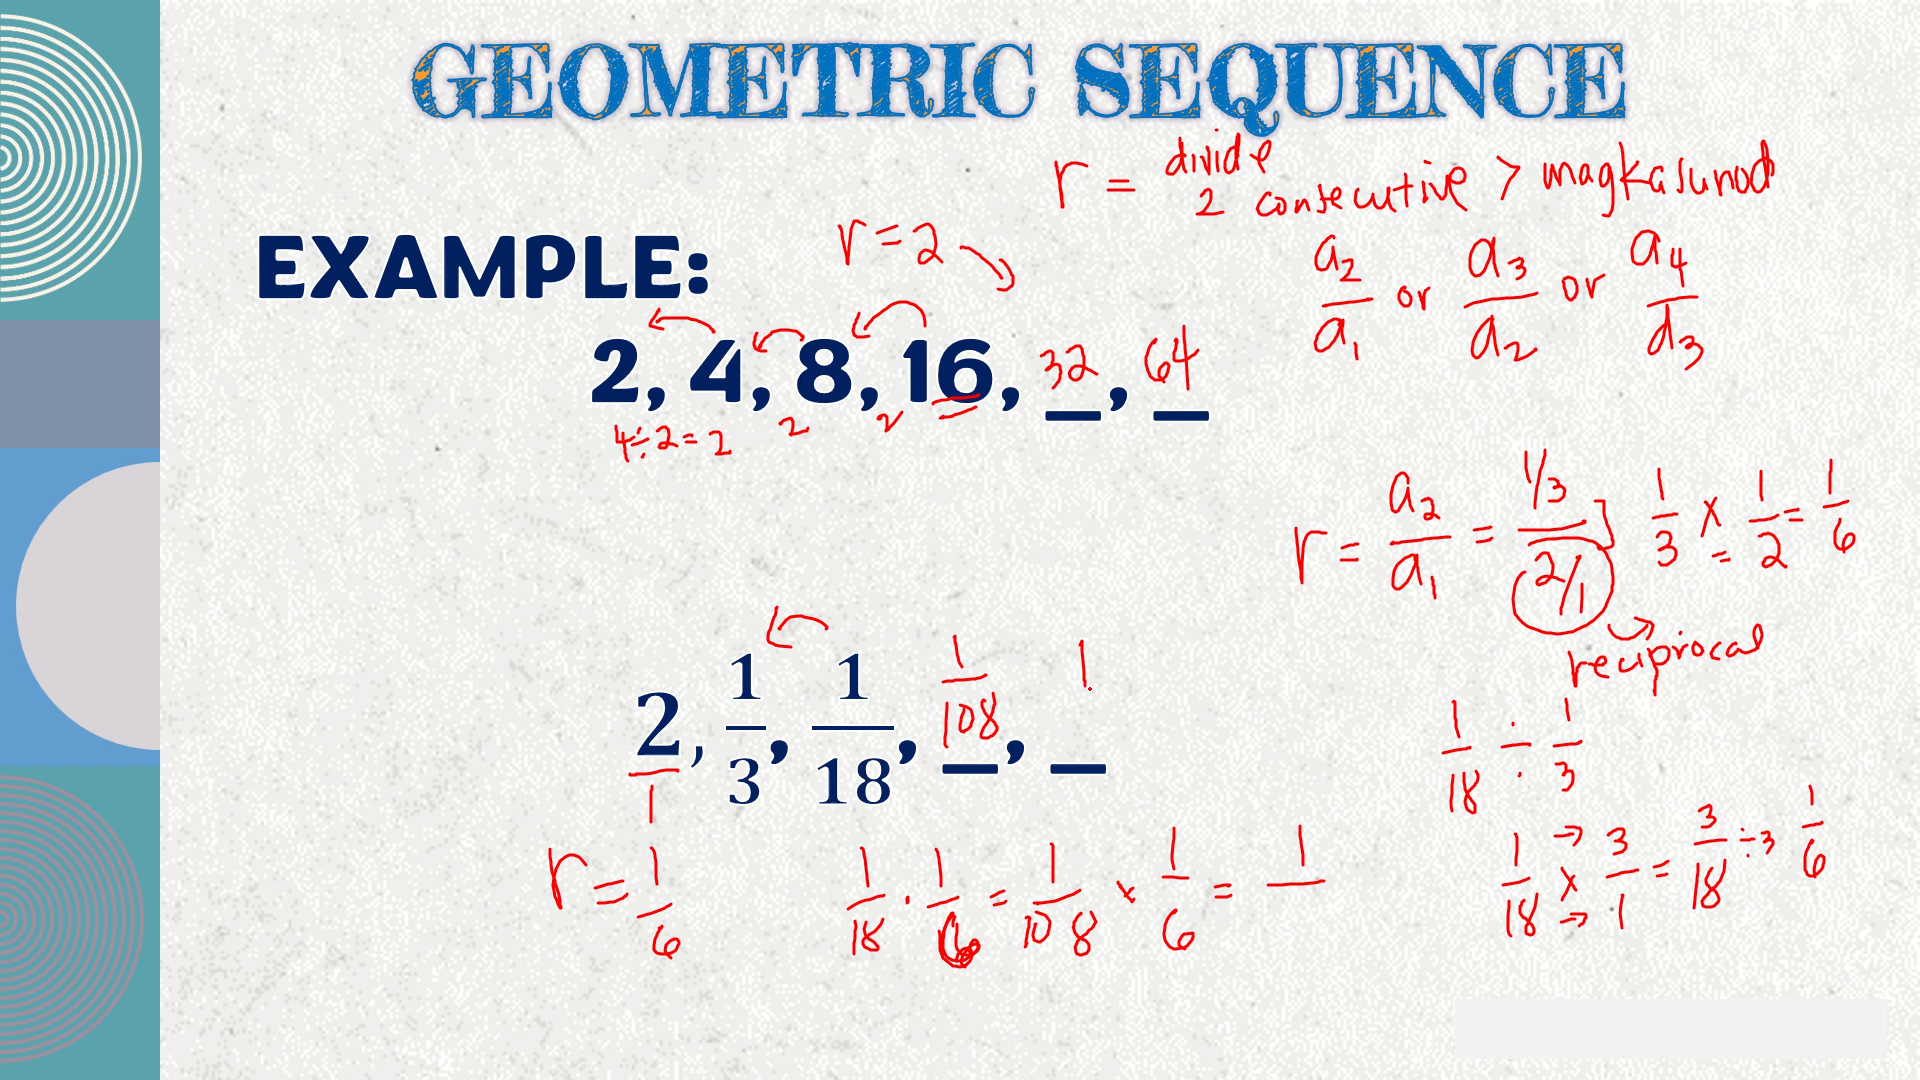 GEOMETRIC SEQUENCE
r = divide 2 consecutive > magkasunod
a2/a1 or a3/a2 or a4/a3
EXAMPLE:
r = 2
2, 4, 8, 16, 32, 64
4÷2=2 2 2
r = a2/a1 = 1/3 / 2/1 } 1/3 × 1/2 = 1/6
reciprocal
2/1, 1/3, 1/18, 1/108, 1
1/18 ÷ 1/3
r = 1/6
1/18 · 1/6 = 1/108 × 1/6 = 1/
1/18 × 3/1 = 3/18 ÷3 1/6